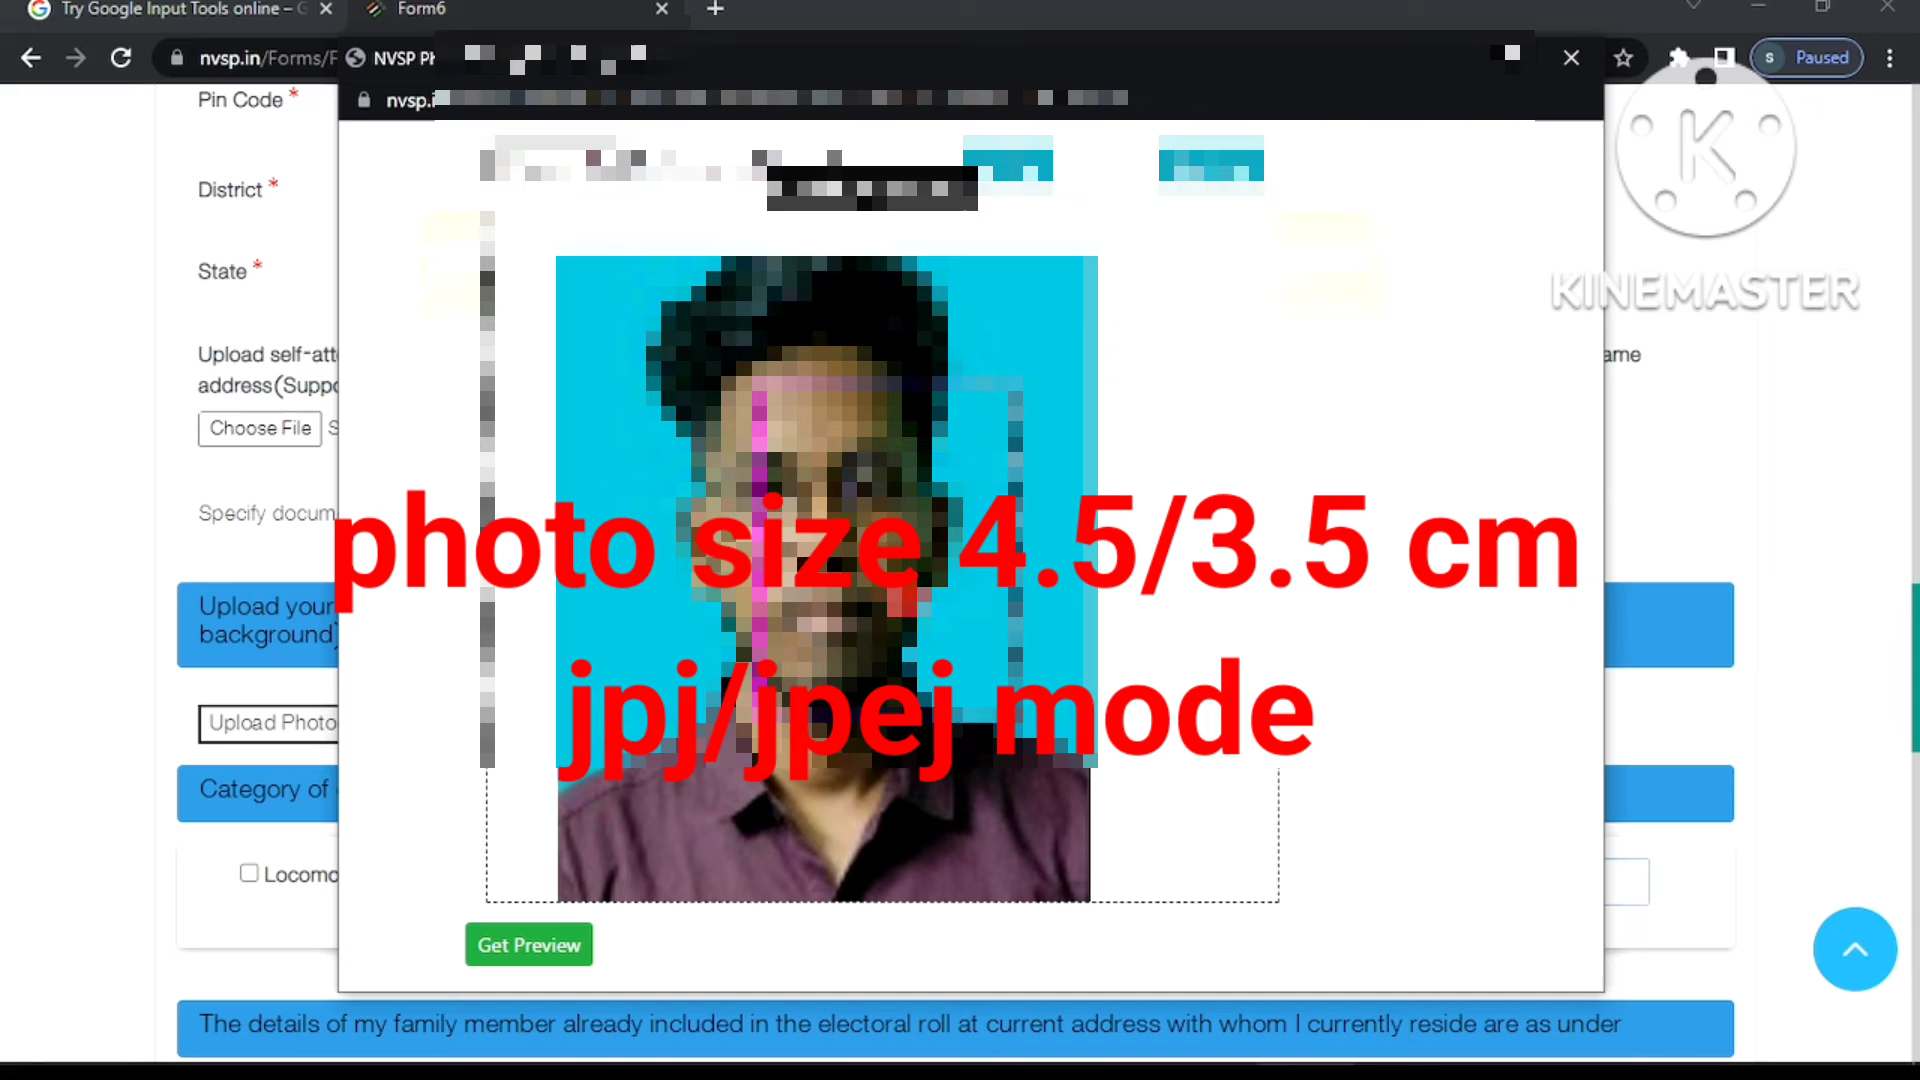 Try Google Input Tools online – G
Form6
nvsp.in/Forms/F
NVSP Ph
Paused
nvsp.i
Pin Code *
District *
State *
KINEMASTER
Upload self-att
ame
address(Suppo
Choose File
S
Specify docum
photo size 4.5/3.5 cm
Upload your
background)
jpj/jpej mode
Upload Photo
Category of
Locomo
Get Preview
The details of my family member already included in the electoral roll at current address with whom I currently reside are as under